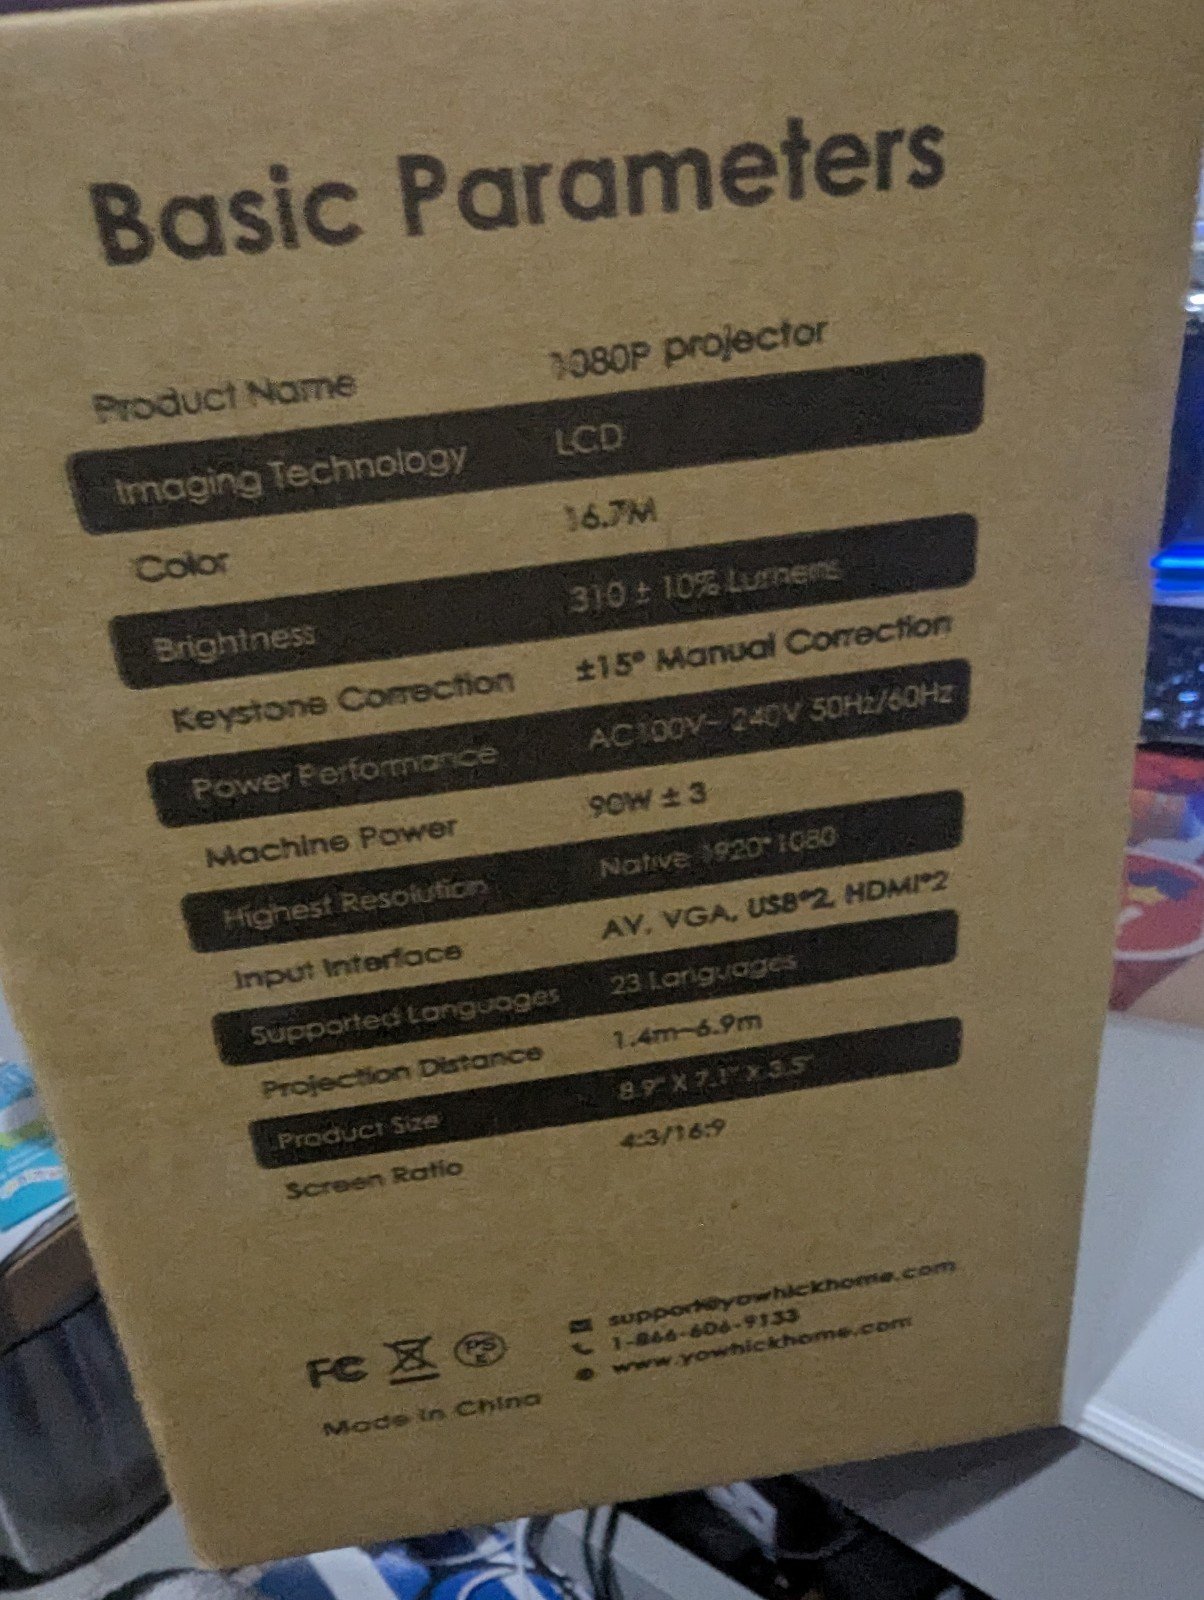 Basic Parameters
Product Name 1080P projector
Imaging Technology LCD
Color 16.7M
Brightness 310 ± 10% Lumens
Keystone Correction ±15° Manual Correction
Power Performance AC100V~ 240V 50Hz/60Hz
Machine Power 90W ± 3
Highest Resolution Native 1920*1080
Input Interface AV, VGA, USB*2, HDMI*2
Supported Languages 23 Languages
Projection Distance 1.4m~6.9m
Product Size 8.9" X 7.1" x 3.5"
Screen Ratio 4:3/16:9
support@yowhickhome.com
1-866-606-9133
www.yowhickhome.com
FC PS E
Made in China